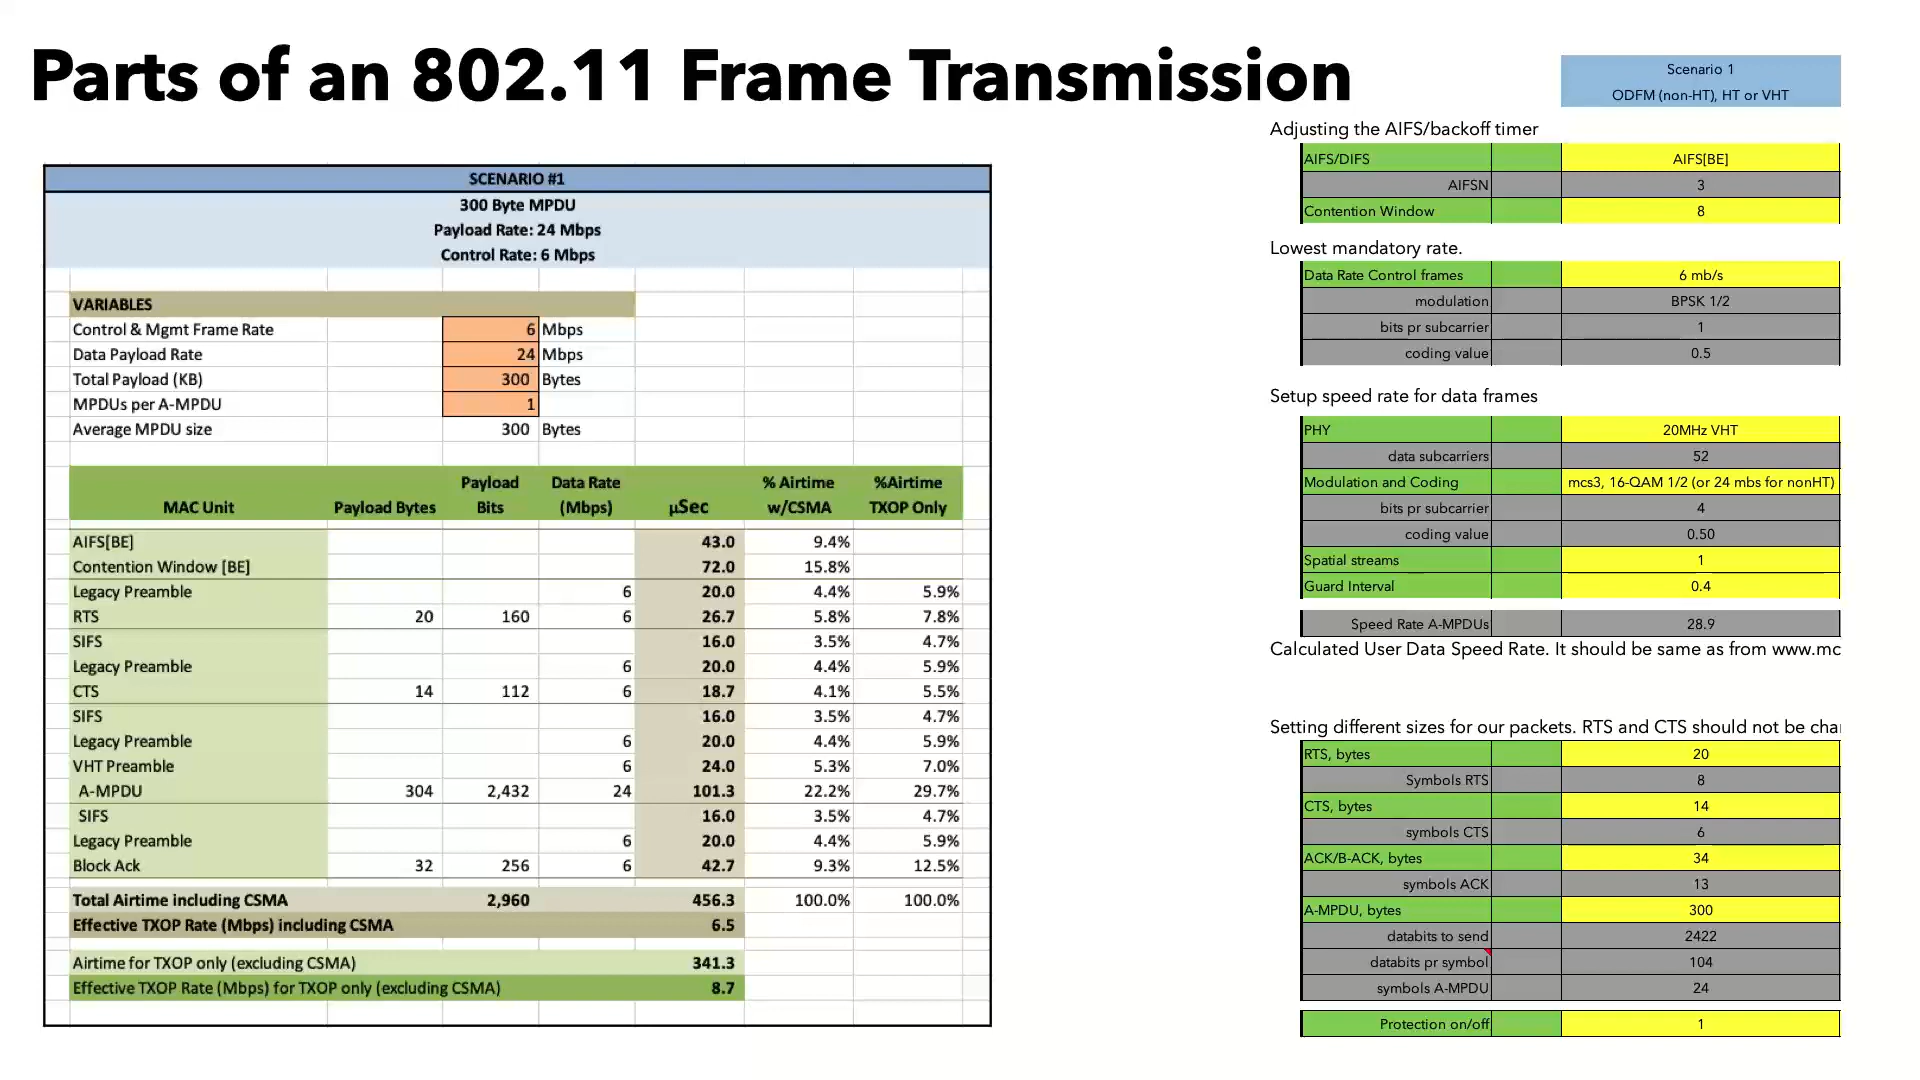 Parts of an 802.11 Frame Transmission
SCENARIO #1
300 Byte MPDU
Payload Rate: 24 Mbps
Control Rate: 6 Mbps
VARIABLES
Control & Mgmt Frame Rate 6 Mbps
Data Payload Rate 24 Mbps
Total Payload (KB) 300 Bytes
MPDUs per A-MPDU 1
Average MPDU size 300 Bytes
MAC Unit Payload Bytes Payload Bits Data Rate (Mbps) µSec % Airtime w/CSMA %Airtime TXOP Only
AIFS[BE] 43.0 9.4%
Contention Window [BE] 72.0 15.8%
Legacy Preamble 6 20.0 4.4% 5.9%
RTS 20 160 6 26.7 5.8% 7.8%
SIFS 16.0 3.5% 4.7%
Legacy Preamble 6 20.0 4.4% 5.9%
CTS 14 112 6 18.7 4.1% 5.5%
SIFS 16.0 3.5% 4.7%
Legacy Preamble 6 20.0 4.4% 5.9%
VHT Preamble 6 24.0 5.3% 7.0%
A-MPDU 304 2,432 24 101.3 22.2% 29.7%
SIFS 16.0 3.5% 4.7%
Legacy Preamble 6 20.0 4.4% 5.9%
Block Ack 32 256 6 42.7 9.3% 12.5%
Total Airtime including CSMA 2,960 456.3 100.0% 100.0%
Effective TXOP Rate (Mbps) including CSMA 6.5
Airtime for TXOP only (excluding CSMA) 341.3
Effective TXOP Rate (Mbps) for TXOP only (excluding CSMA) 8.7
Scenario 1
ODFM (non-HT), HT or VHT
Adjusting the AIFS/backoff timer
AIFS/DIFS AIFS[BE]
AIFSN 3
Contention Window 8
Lowest mandatory rate.
Data Rate Control frames 6 mb/s
modulation BPSK 1/2
bits pr subcarrier 1
coding value 0.5
Setup speed rate for data frames
PHY 20MHz VHT
data subcarriers 52
Modulation and Coding mcs3, 16-QAM 1/2 (or 24 mbs for nonHT)
bits pr subcarrier 4
coding value 0.50
Spatial streams 1
Guard Interval 0.4
Speed Rate A-MPDUs 28.9
Calculated User Data Speed Rate. It should be same as from www.mc
Setting different sizes for our packets. RTS and CTS should not be cha
RTS, bytes 20
Symbols RTS 8
CTS, bytes 14
symbols CTS 6
ACK/B-ACK, bytes 34
symbols ACK 13
A-MPDU, bytes 300
databits to send 2422
databits pr symbol 104
symbols A-MPDU 24
Protection on/off 1